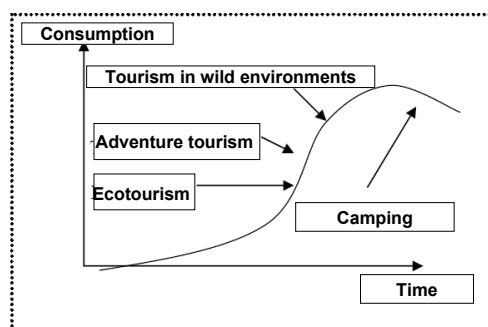 Consumption
Tourism in wild environments
Adventure tourism
Ecotourism
Camping
Time